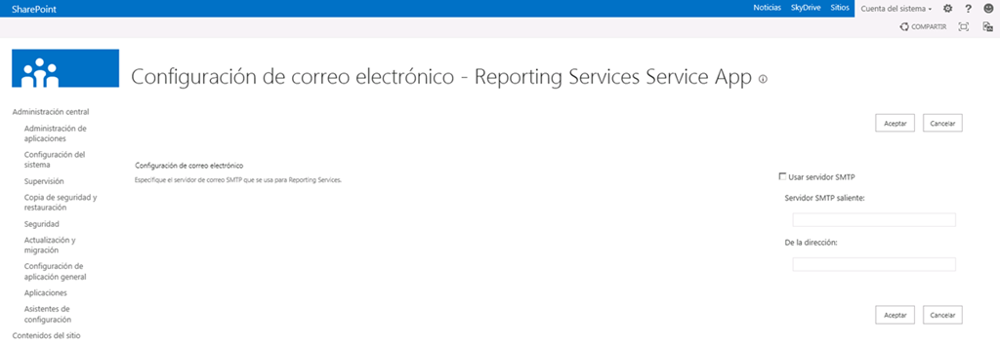 SharePoint
Noticias SkyDrive Sitios Cuenta del sistema
COMPARTIR
Configuración de correo electrónico - Reporting Services Service App
Administración central
Administración de
aplicaciones
Configuración del
sistema
Supervisión
Copia de seguridad y
restauración
Seguridad
Actualización y
migración
Configuración de
aplicación general
Aplicaciones
Asistentes de
configuración
Contenidos del sitio
Aceptar Cancelar
Configuración de correo electrónico
Especifique el servidor de correo SMTP que se usa para Reporting Services.
Usar servidor SMTP
Servidor SMTP saliente:
De la dirección:
Aceptar Cancelar